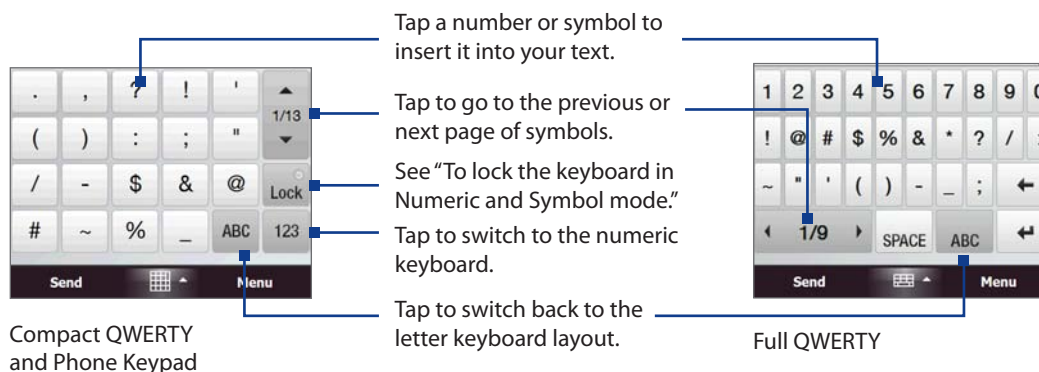 Tap a number or symbol to
insert it into your text.
Tap to go to the previous or
next page of symbols.
See “To lock the keyboard in
Numeric and Symbol mode.”
Tap to switch to the numeric
keyboard.
Tap to switch back to the
letter keyboard layout.
. , ? ! '
1/13
( ) : ; "
/ - $ & @ Lock
# ~ % _ ABC 123
Send Menu
Compact QWERTY
and Phone Keypad
1 2 3 4 5 6 7 8 9
! @ # $ % & * ? /
~ " ' ( ) - _ ;
1/9 SPACE ABC
Send Menu
Full QWERTY